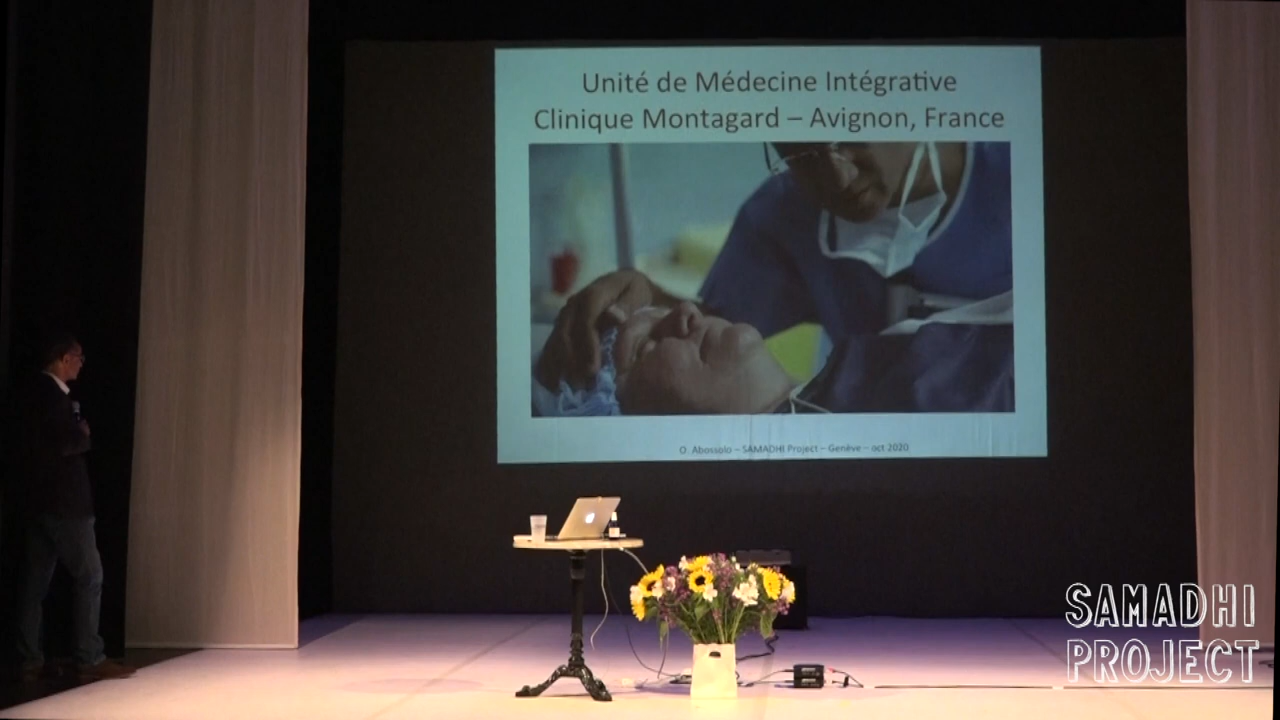 Unité de Médecine Intégrative
Clinique Montagard – Avignon, France
O. Abossolo – SAMADHI Project – Genève – oct 2020
SAMADHI
PROJECT